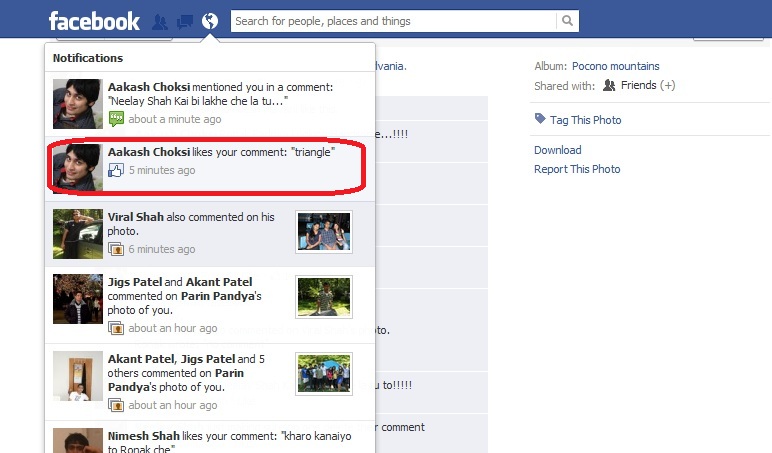 facebook
Search for people, places and things
Notifications
Aakash Choksi mentioned you in a comment:
"Neelay Shah Kai bi lakhe che la tu..."
about a minute ago
Aakash Choksi likes your comment: "triangle"
5 minutes ago
Viral Shah also commented on his
photo.
6 minutes ago
Jigs Patel and Akant Patel
commented on Parin Pandya's
photo of you.
about an hour ago
Akant Patel, Jigs Patel and 5
others commented on Parin
Pandya's photo of you.
about an hour ago
Nimesh Shah likes your comment: "kharo kanaiyo
to Ronak che"
lvania.
e...!!!!
oto.
u to!!!!!
r comment
Album: Pocono mountains
Shared with: Friends (+)
Tag This Photo
Download
Report This Photo